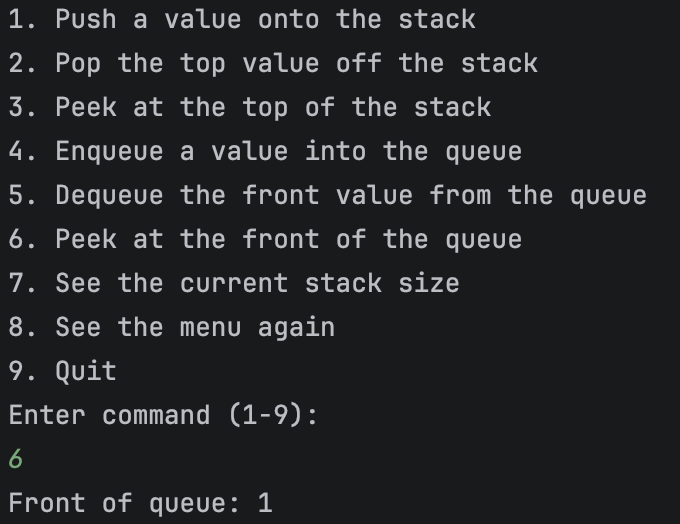 1. Push a value onto the stack
2. Pop the top value off the stack
3. Peek at the top of the stack
4. Enqueue a value into the queue
5. Dequeue the front value from the queue
6. Peek at the front of the queue
7. See the current stack size
8. See the menu again
9. Quit
Enter command (1-9):
6
Front of queue: 1